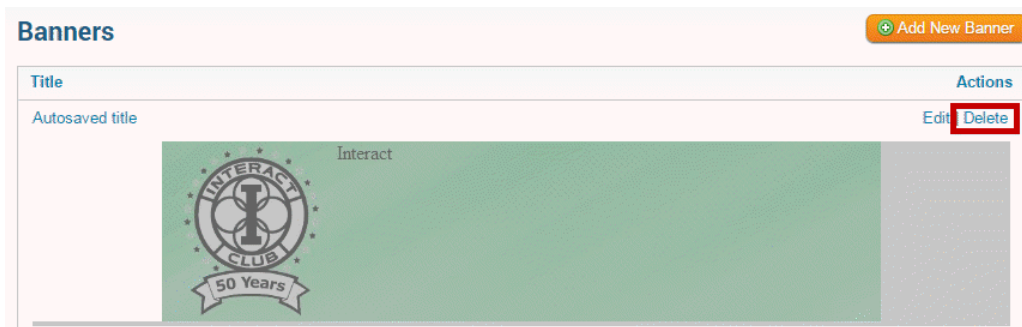 Banners
Add New Banner
Title Actions
Autosaved title Edit | Delete
Interact
INTERACT
I
CLUB
50 Years